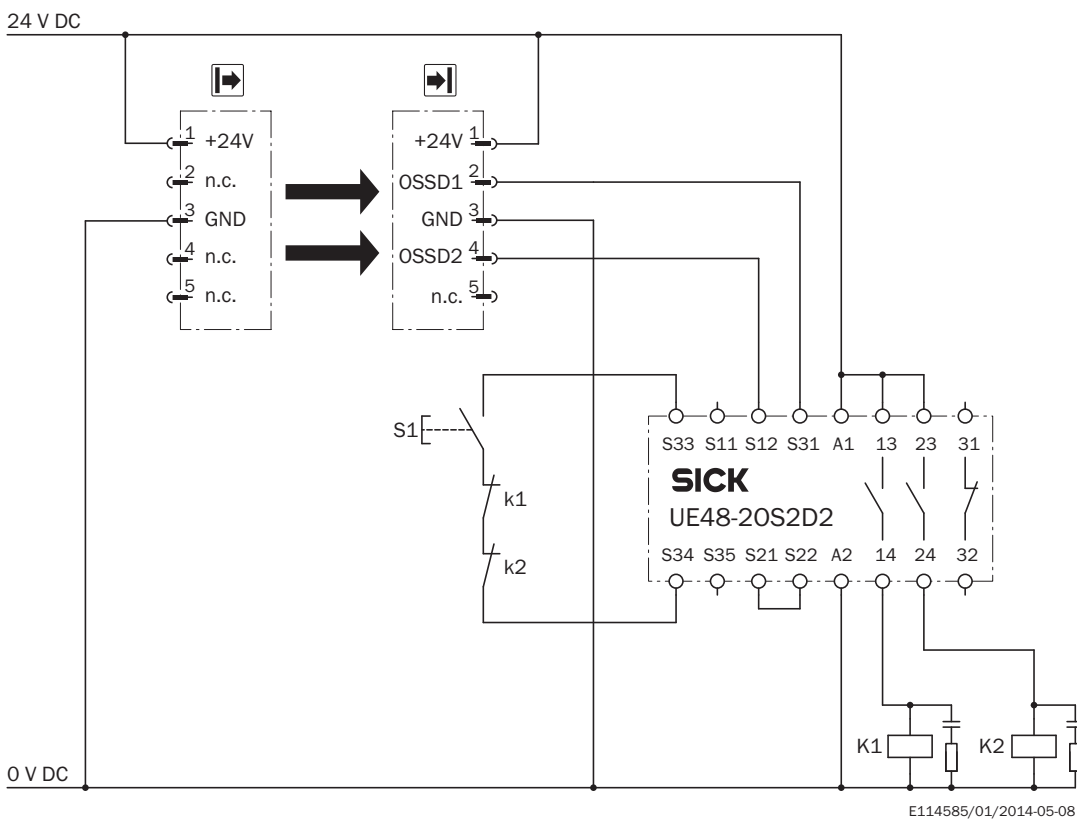 24 V DC
1 +24V
2 n.c.
3 GND
4 n.c.
5 n.c.
+24V 1
OSSD1 2
GND 3
OSSD2 4
n.c. 5
S1
k1
k2
S33 S11 S12 S31 A1 13 23 31
SICK
UE48-20S2D2
S34 S35 S21 S22 A2 14 24 32
K1
K2
0 V DC
E114585/01/2014-05-08